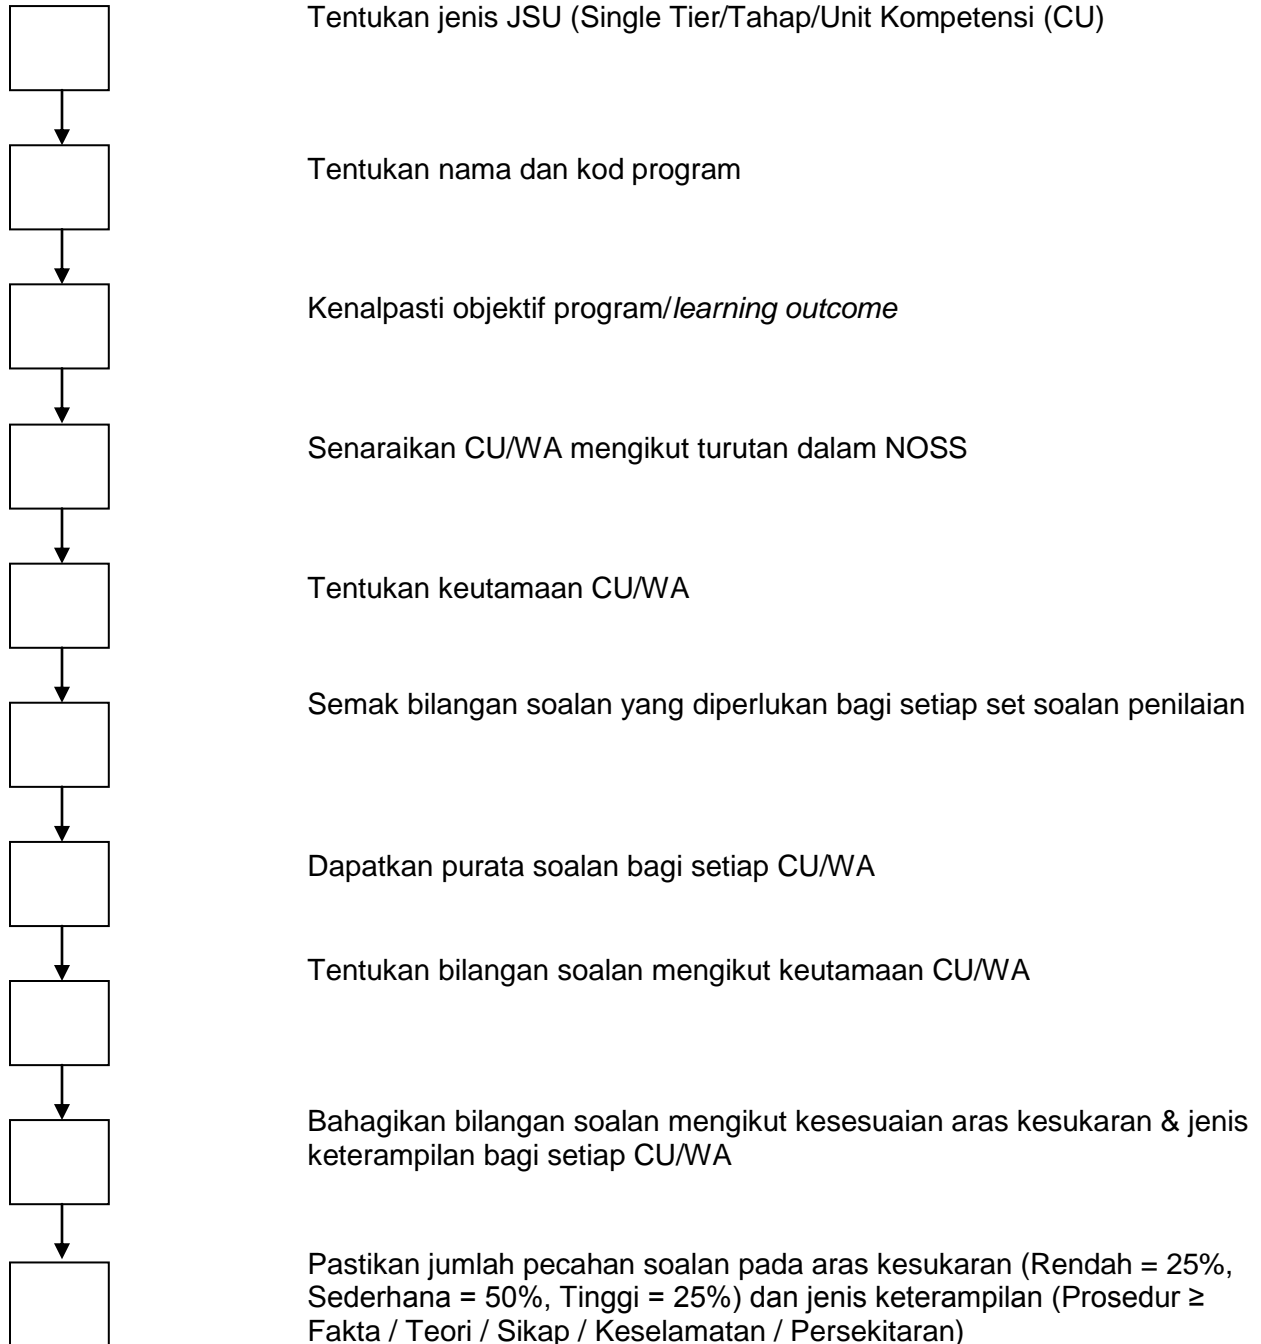 Tentukan jenis JSU (Single Tier/Tahap/Unit Kompetensi (CU)
Tentukan nama dan kod program
Kenalpasti objektif program/learning outcome
Senaraikan CU/WA mengikut turutan dalam NOSS
Tentukan keutamaan CU/WA
Semak bilangan soalan yang diperlukan bagi setiap set soalan penilaian
Dapatkan purata soalan bagi setiap CU/WA
Tentukan bilangan soalan mengikut keutamaan CU/WA
Bahagikan bilangan soalan mengikut kesesuaian aras kesukaran & jenis
keterampilan bagi setiap CU/WA
Pastikan jumlah pecahan soalan pada aras kesukaran (Rendah = 25%,
Sederhana = 50%, Tinggi = 25%) dan jenis keterampilan (Prosedur ≥
Fakta / Teori / Sikap / Keselamatan / Persekitaran)